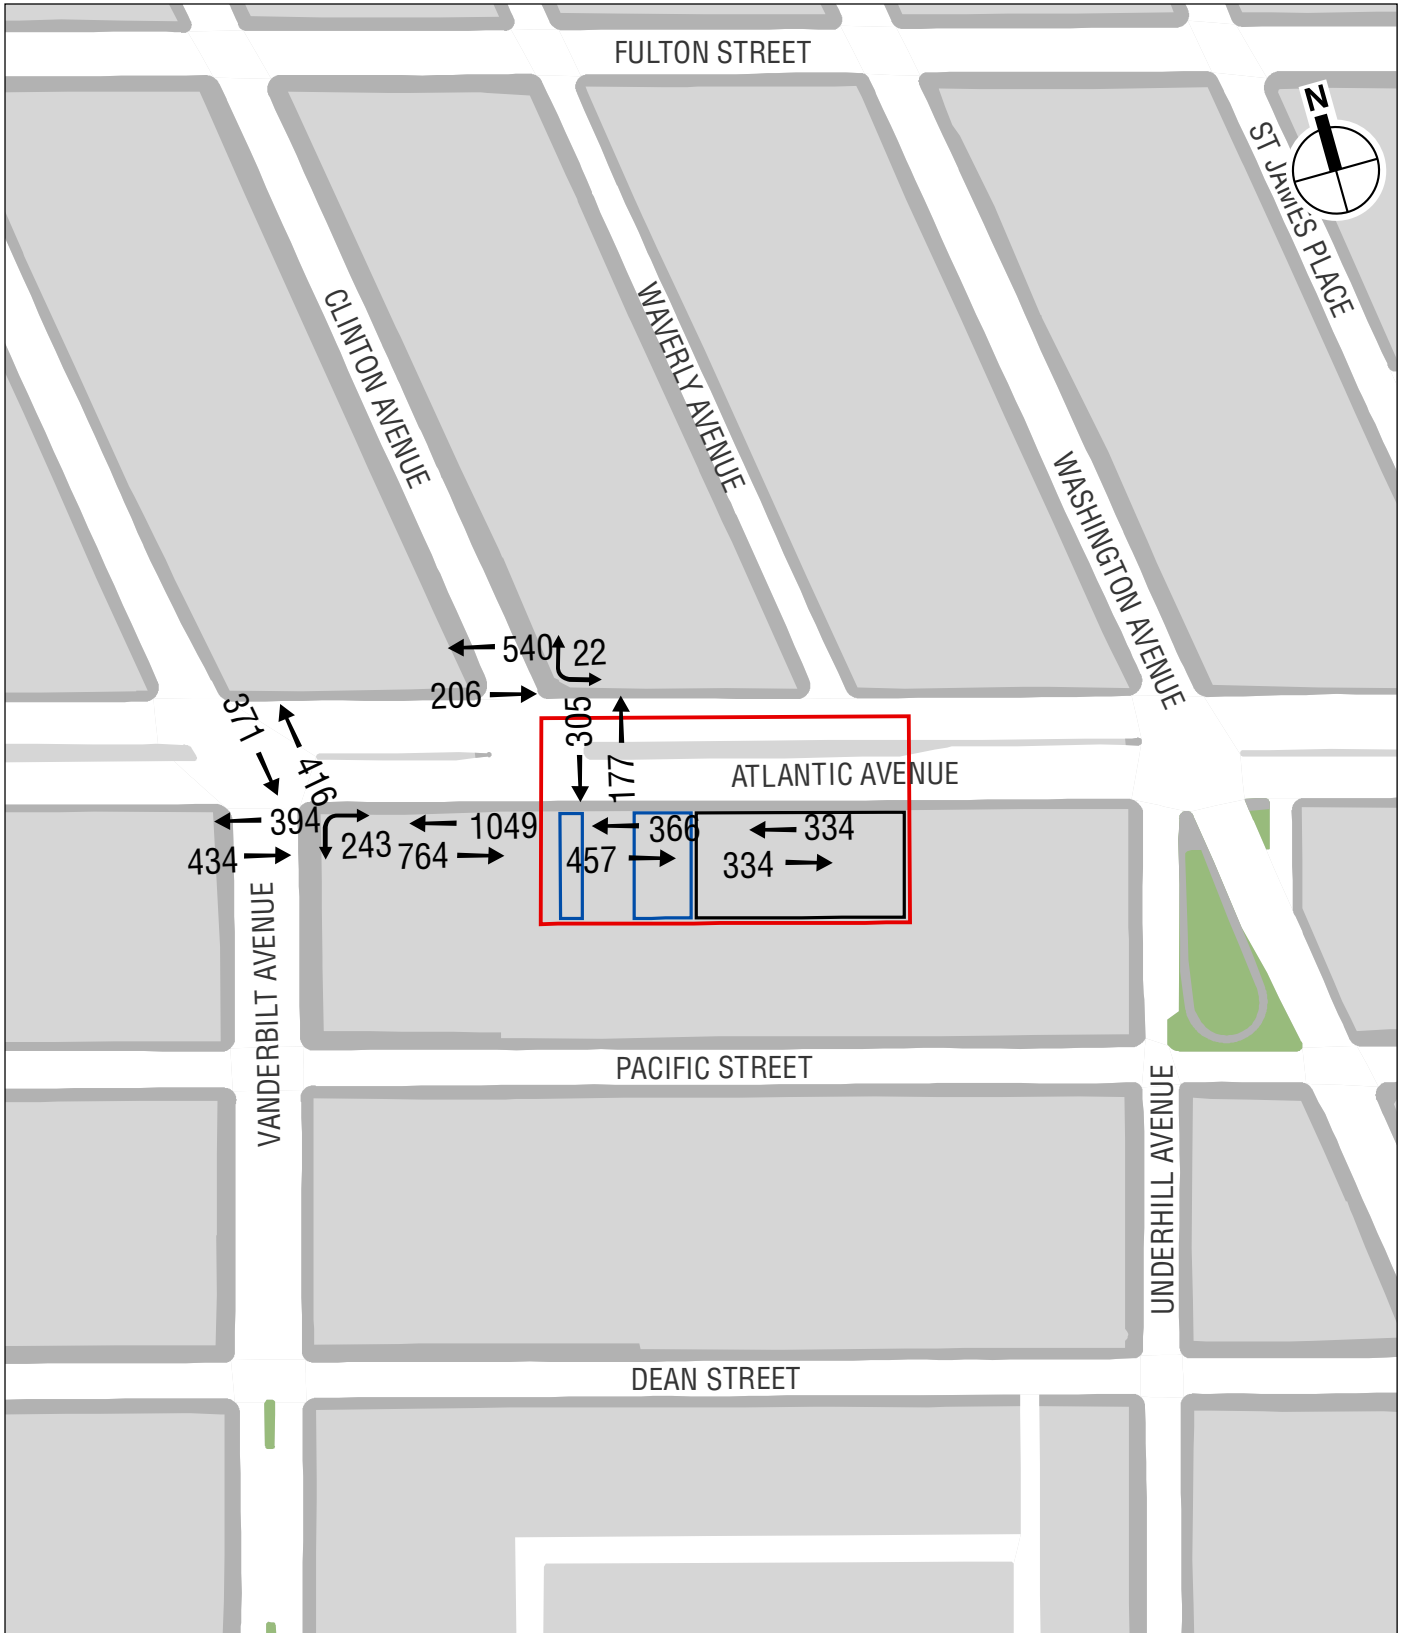 FULTON STREET
N
ST JAMES PLACE
CLINTON AVENUE
WAVERLY AVENUE
WASHINGTON AVENUE
540
22
206
305
371
177
416
ATLANTIC AVENUE
394
243
1049
366
334
434
764
457
334
VANDERBILT AVENUE
PACIFIC STREET
UNDERHILL AVENUE
DEAN STREET